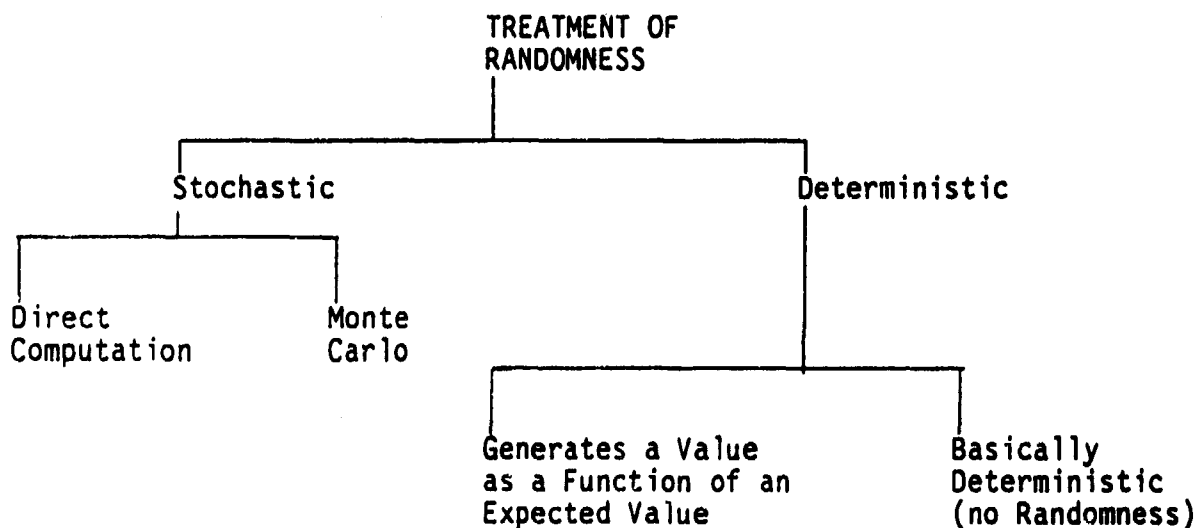 TREATMENT OF
RANDOMNESS
Stochastic
Deterministic
Direct
Computation
Monte
Carlo
Generates a Value
as a Function of an
Expected Value
Basically
Deterministic
(no Randomness)